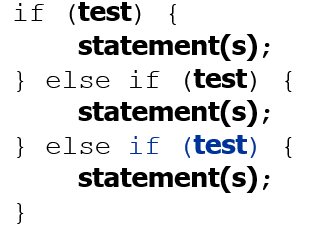 if (test) {
statement(s);
} else if (test) {
statement(s);
} else if (test) {
statement(s);
}